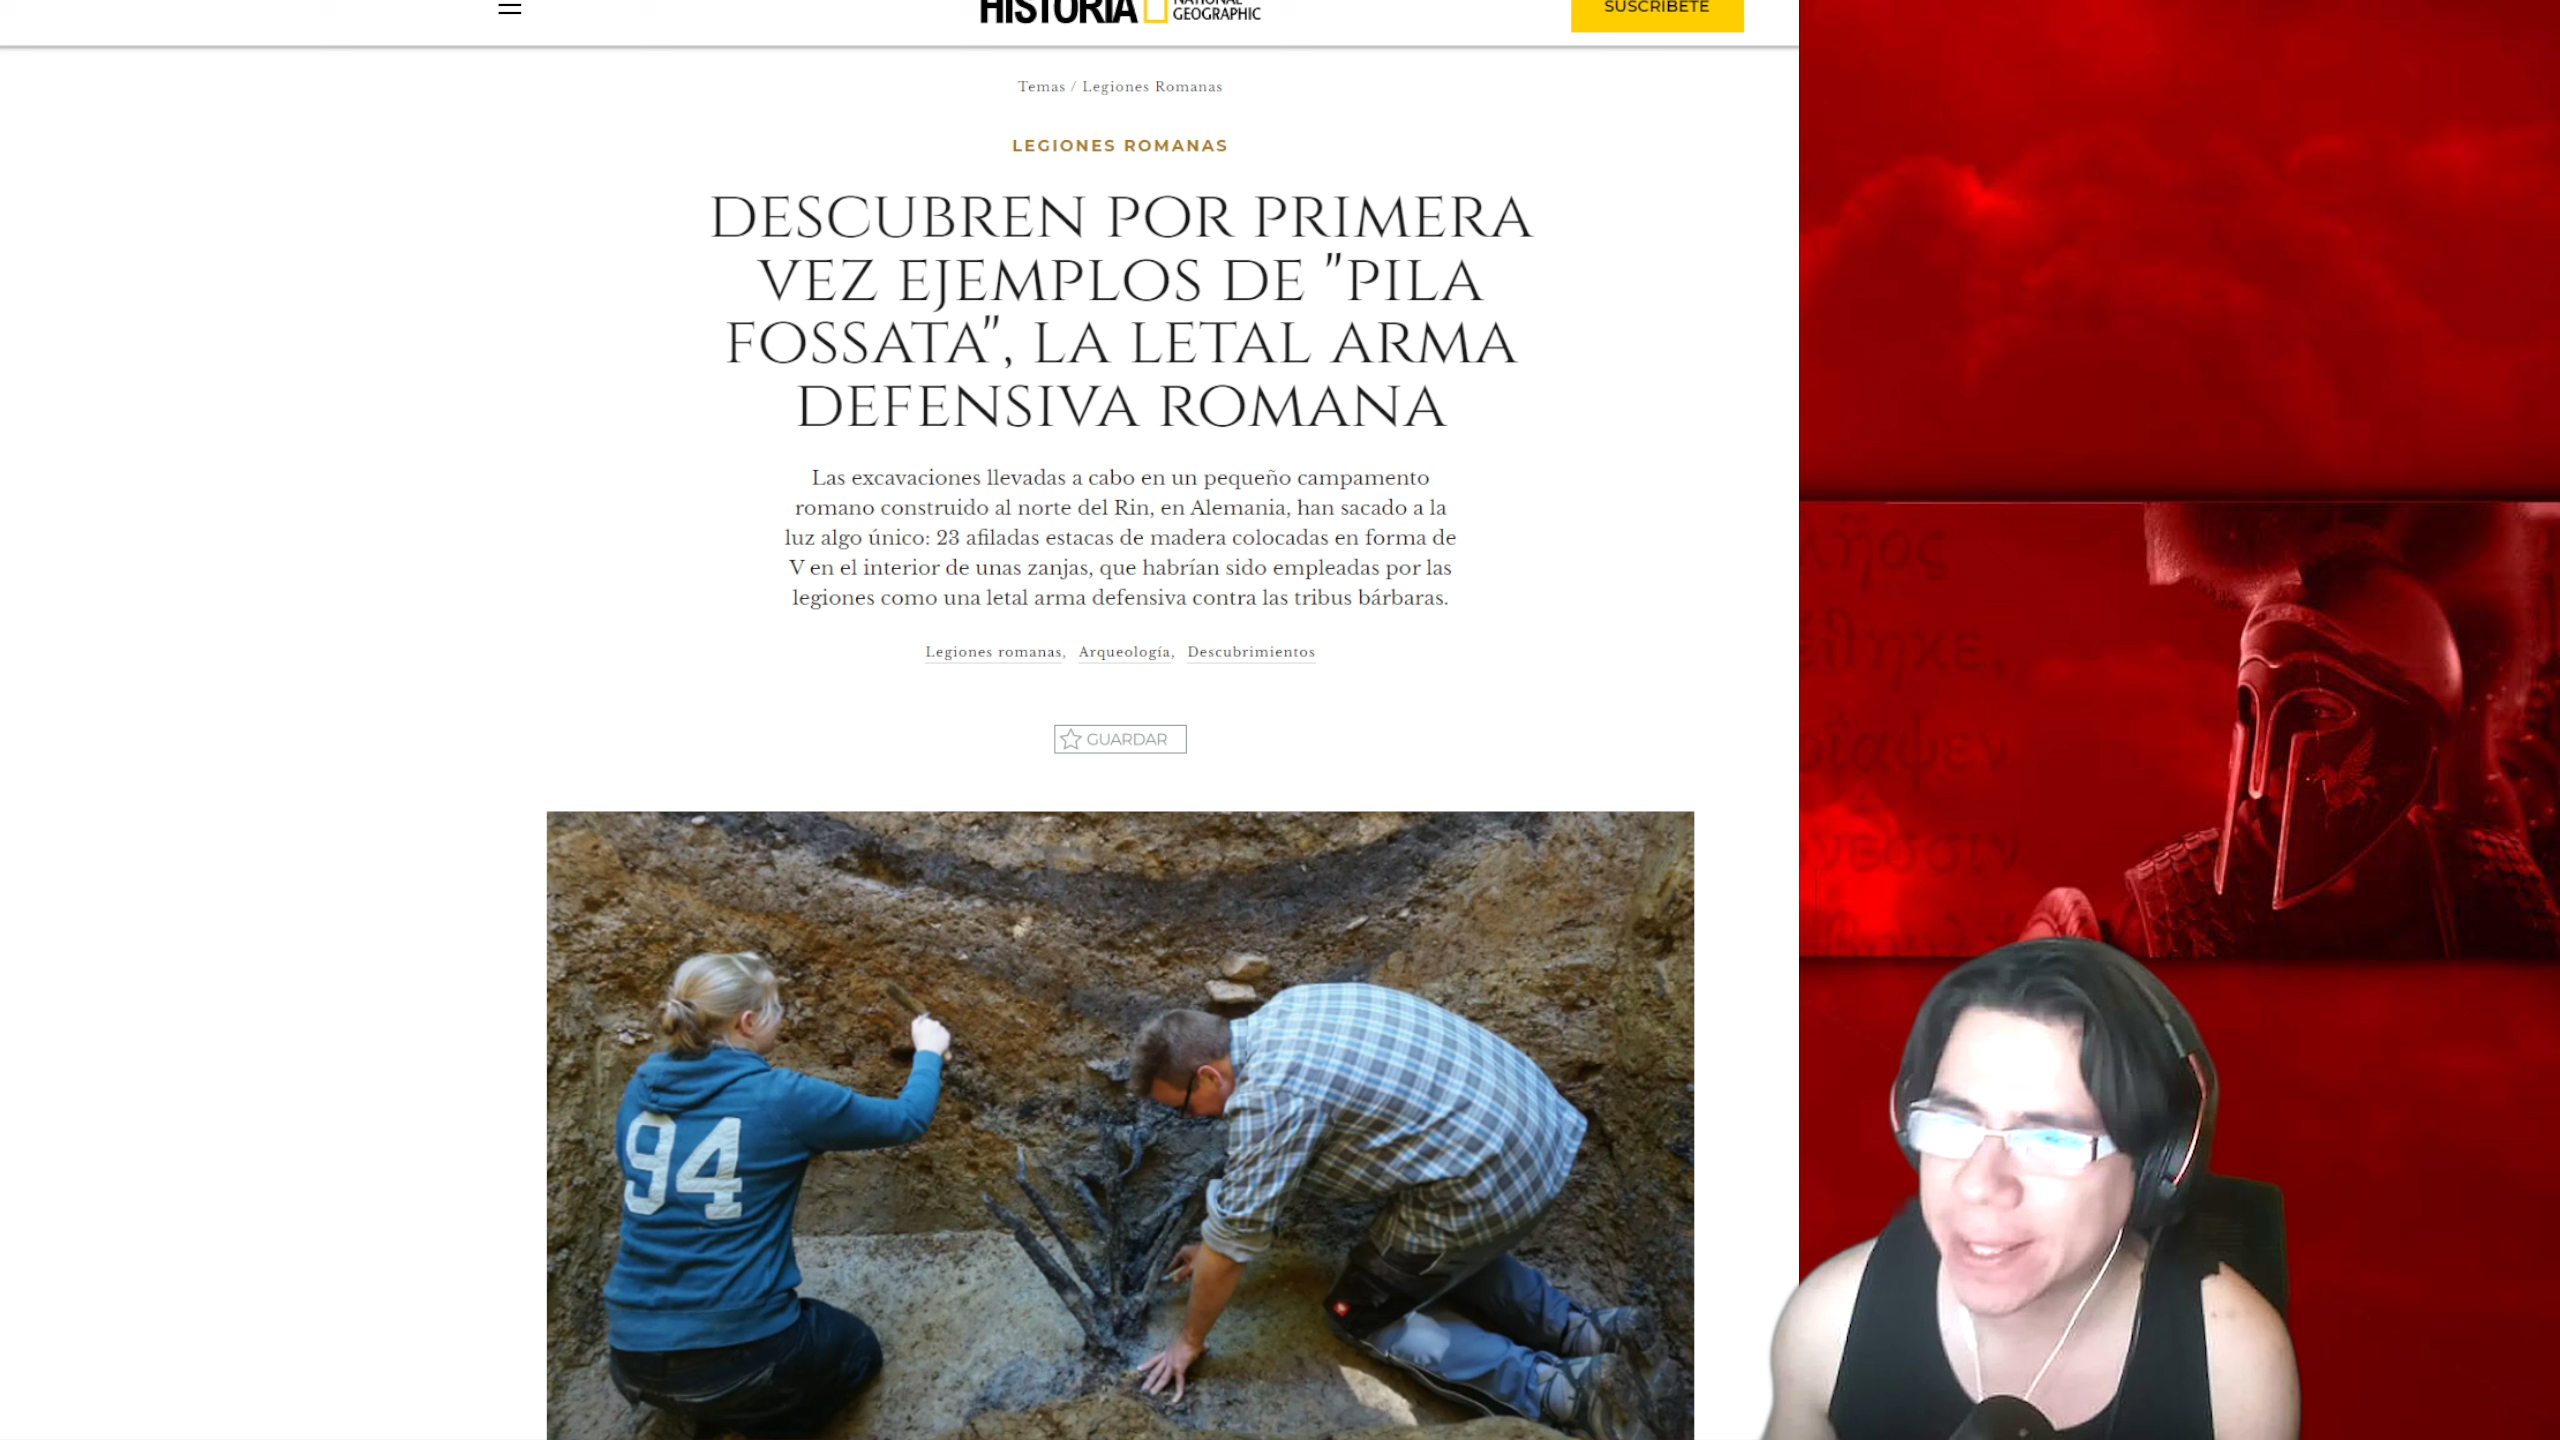 HISTORIA NATIONAL
GEOGRAPHIC
SUSCRÍBETE
Temas / Legiones Romanas
LEGIONES ROMANAS
DESCUBREN POR PRIMERA
VEZ EJEMPLOS DE "PILA
FOSSATA", LA LETAL ARMA
DEFENSIVA ROMANA
Las excavaciones llevadas a cabo en un pequeño campamento
romano construido al norte del Rin, en Alemania, han sacado a la
luz algo único: 23 afiladas estacas de madera colocadas en forma de
V en el interior de unas zanjas, que habrían sido empleadas por las
legiones como una letal arma defensiva contra las tribus bárbaras.
Legiones romanas, Arqueología, Descubrimientos
GUARDAR
94